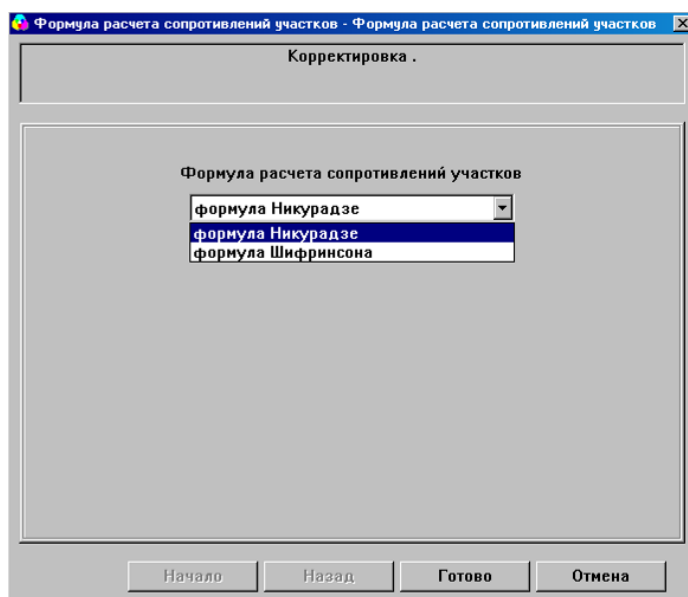 Формула расчета сопротивлений участков - Формула расчета сопротивлений участков
Корректировка .
Формула расчета сопротивлений участков
формула Никурадзе
формула Никурадзе
формула Шифринсона
Начало Назад Готово Отмена